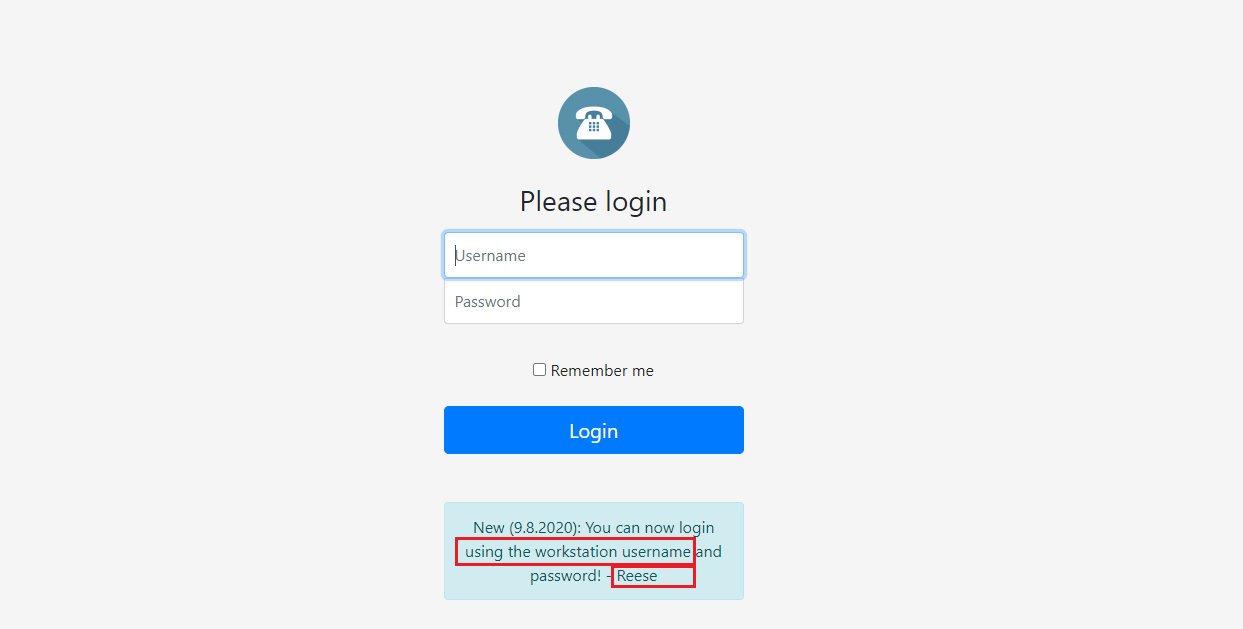 Please login
Username
Password
Remember me
Login
New (9.8.2020): You can now login
using the workstation username and
password! - Reese